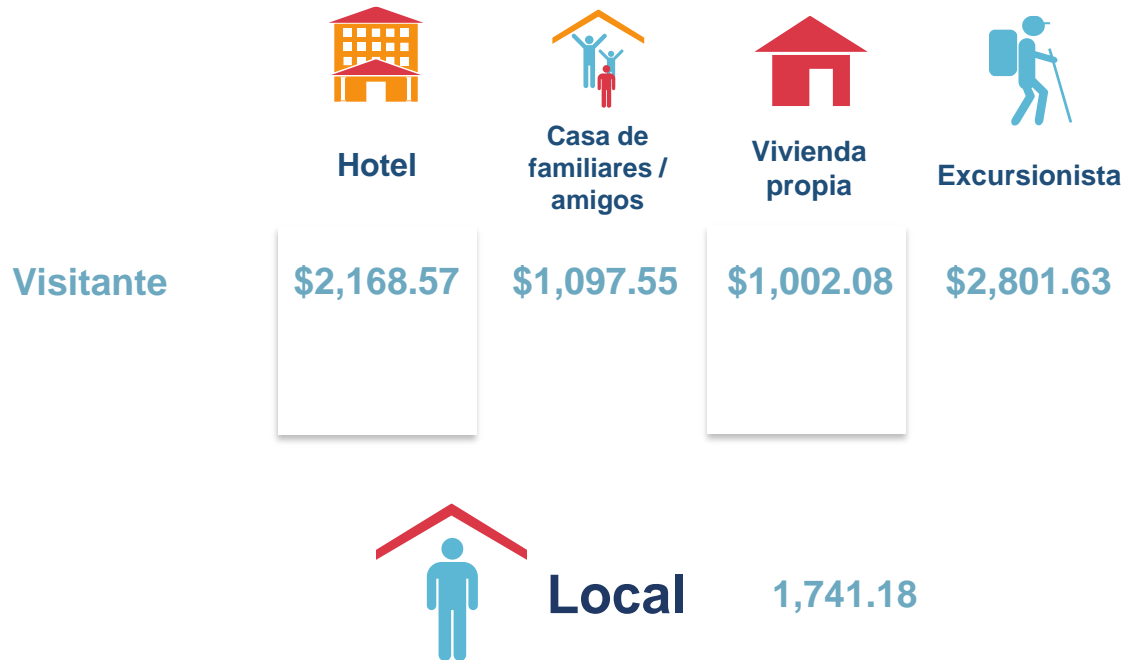 Hotel
Casa de
familiares /
amigos
Vivienda
propia
Excursionista
Visitante
$2,168.57
$1,097.55
$1,002.08
$2,801.63
Local
1,741.18